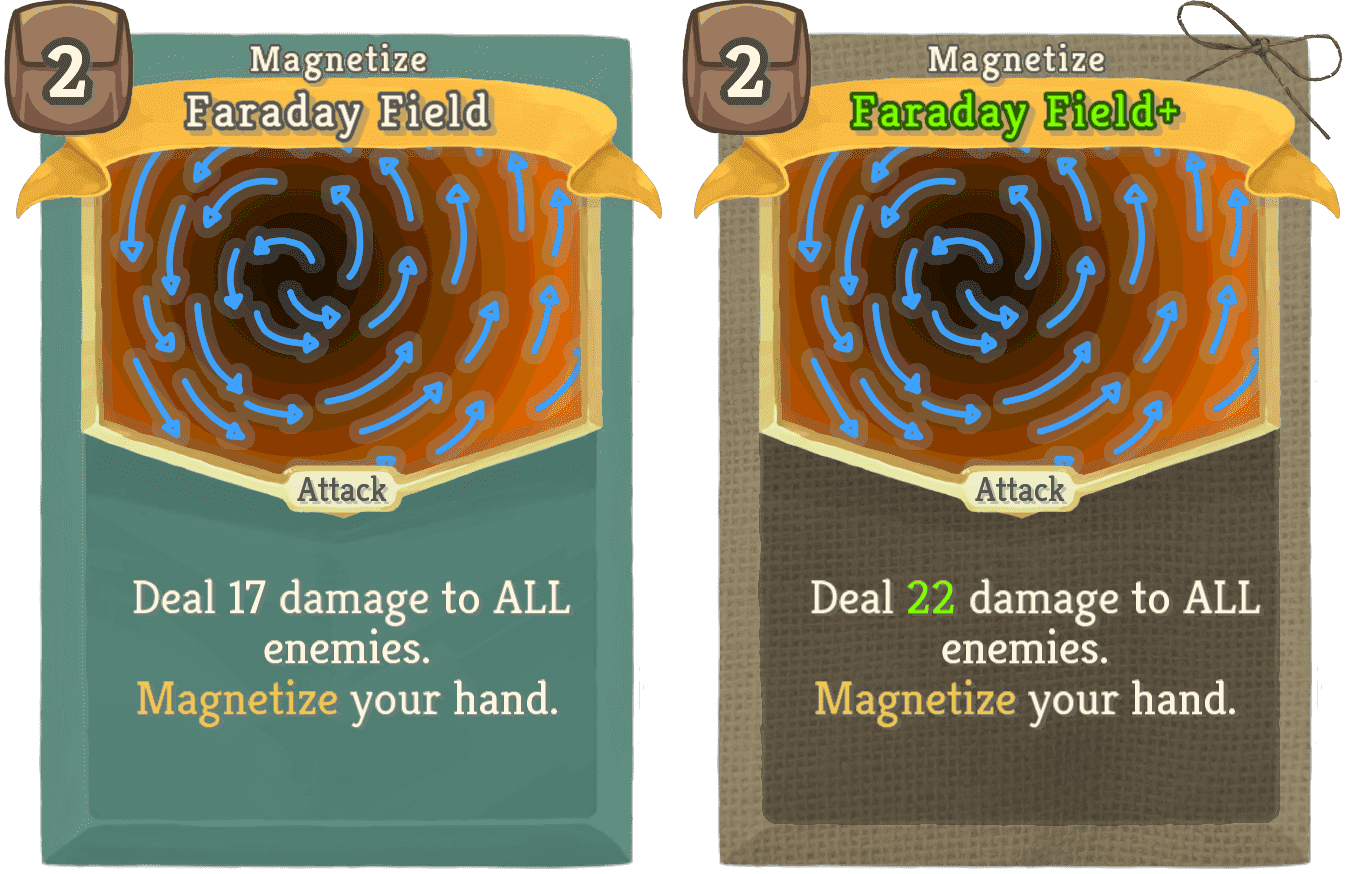 2
Magnetize
Faraday Field
Attack
Deal 17 damage to ALL
enemies.
Magnetize your hand.
2
Magnetize
Faraday Field+
Attack
Deal 22 damage to ALL
enemies.
Magnetize your hand.